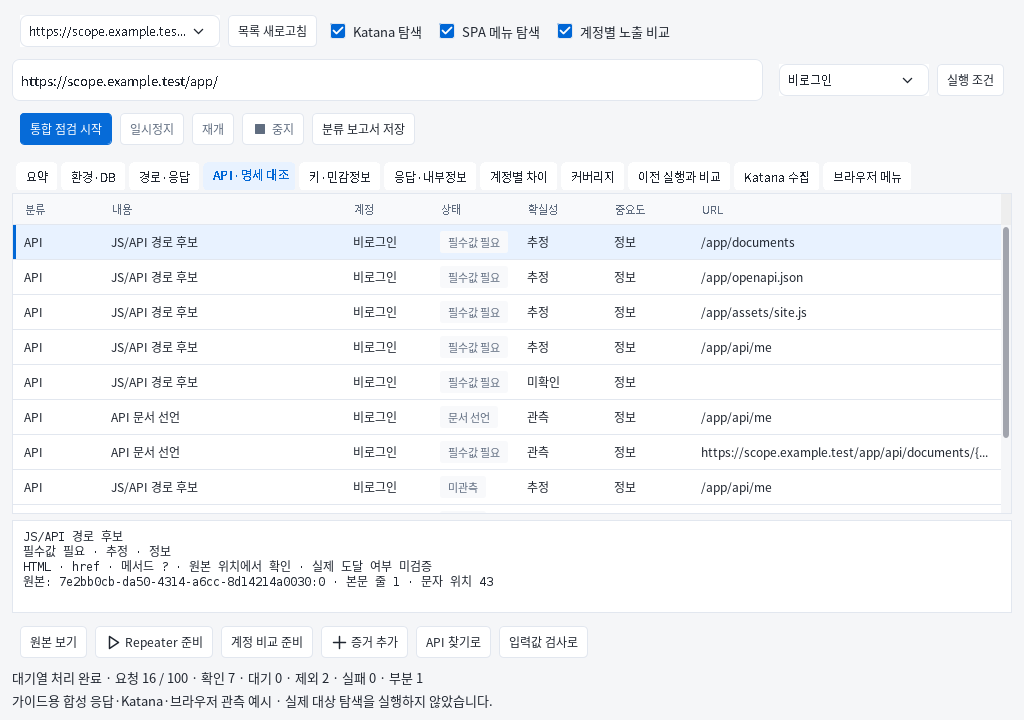 https://scope.example.tes... 목록 새로고침 Katana 탐색 SPA 메뉴 탐색 계정별 노출 비교
https://scope.example.test/app/ 비로그인 실행 조건
통합 점검 시작 일시정지 재개 중지 분류 보고서 저장
요약 환경·DB 경로·응답 API·명세 대조 키·민감정보 응답·내부정보 계정별 차이 커버리지 이전 실행과 비교 Katana 수집 브라우저 메뉴
분류 내용 계정 상태 확실성 중요도 URL
API JS/API 경로 후보 비로그인 필수값 필요 추정 정보 /app/documents
API JS/API 경로 후보 비로그인 필수값 필요 추정 정보 /app/openapi.json
API JS/API 경로 후보 비로그인 필수값 필요 추정 정보 /app/assets/site.js
API JS/API 경로 후보 비로그인 필수값 필요 추정 정보 /app/api/me
API JS/API 경로 후보 비로그인 필수값 필요 미확인 정보
API API 문서 선언 비로그인 문서 선언 관측 정보 /app/api/me
API API 문서 선언 비로그인 필수값 필요 관측 정보 https://scope.example.test/app/api/documents/{...
API JS/API 경로 후보 비로그인 미관측 추정 정보 /app/api/me
JS/API 경로 후보
필수값 필요 · 추정 · 정보
HTML · href · 메서드 ? · 원본 위치에서 확인 · 실제 도달 여부 미검증
원본: 7e2bb0cb-da50-4314-a6cc-8d14214a0030:0 · 본문 줄 1 · 문자 위치 43
원본 보기 Repeater 준비 계정 비교 준비 증거 추가 API 찾기로 입력값 검사로
대기열 처리 완료 · 요청 16 / 100 · 확인 7 · 대기 0 · 제외 2 · 실패 0 · 부분 1
가이드용 합성 응답·Katana·브라우저 관측 예시 · 실제 대상 탐색을 실행하지 않았습니다.